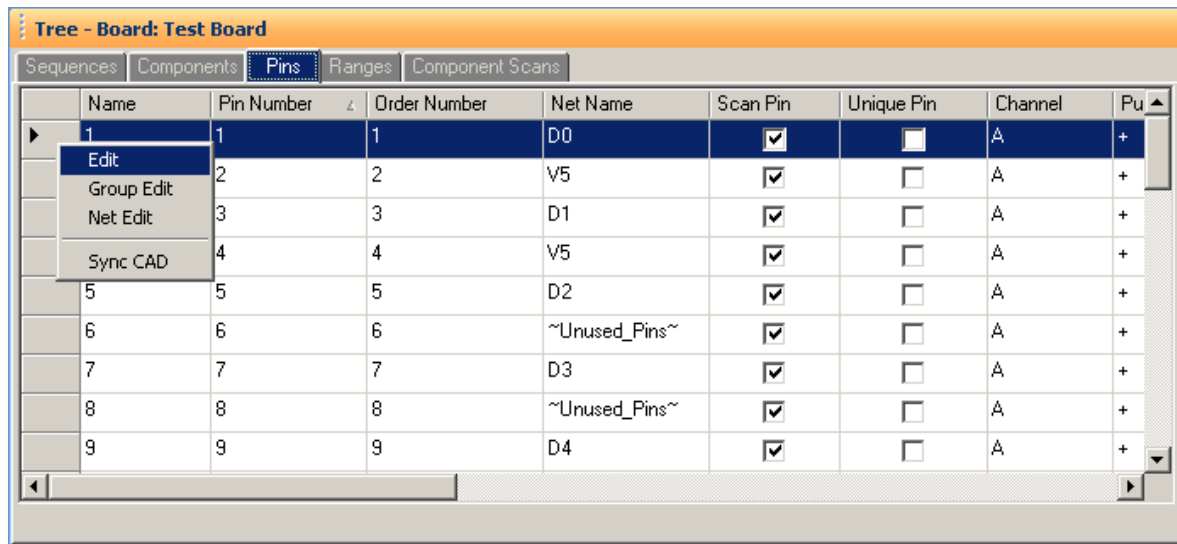 Tree - Board: Test Board
Sequences Components Pins Ranges Component Scans
Name Pin Number Order Number Net Name Scan Pin Unique Pin Channel Pu
1 1 1 D0 A +
Edit
2 2 V5 A +
Group Edit
Net Edit
3 3 D1 A +
Sync CAD
4 4 V5 A +
5 5 5 D2 A +
6 6 6 ~Unused_Pins~ A +
7 7 7 D3 A +
8 8 8 ~Unused_Pins~ A +
9 9 9 D4 A +